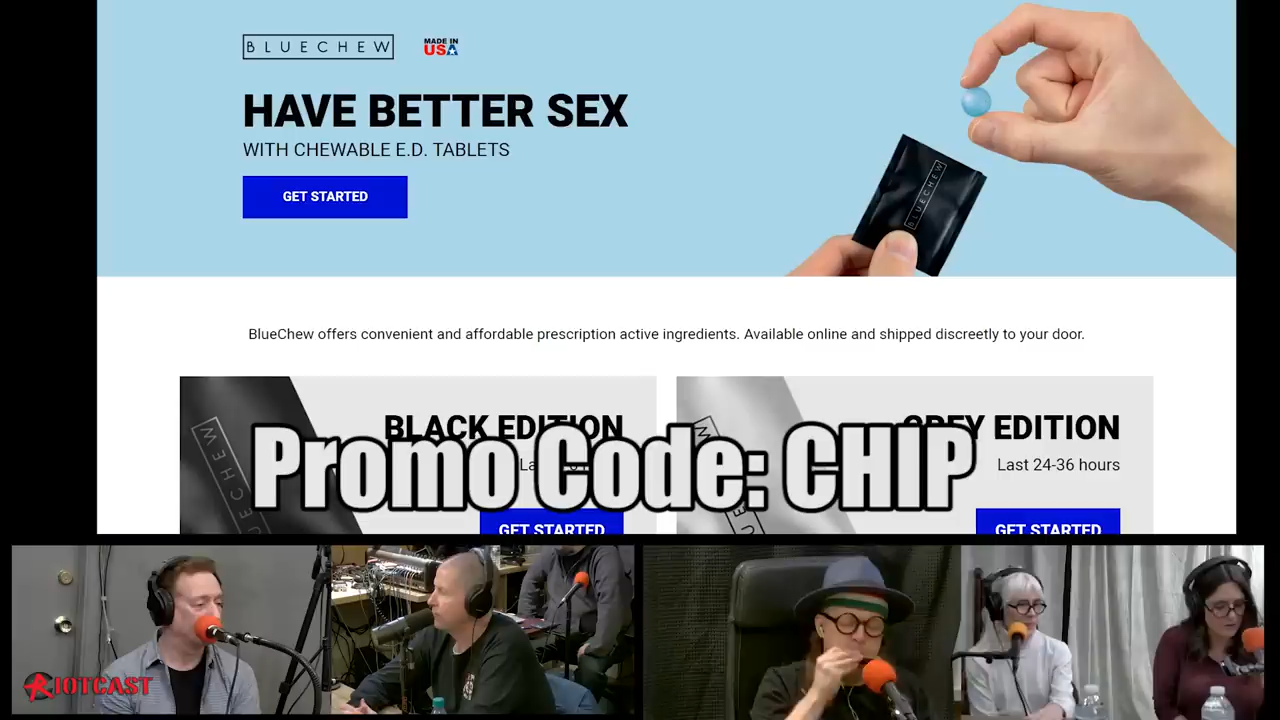 BLUECHEW
MADE IN
USA
HAVE BETTER SEX
WITH CHEWABLE E.D. TABLETS
GET STARTED
BLUECHEW
BlueChew offers convenient and affordable prescription active ingredients. Available online and shipped discreetly to your door.
BLACK EDITION
GREY EDITION
Last 24-36 hours
Promo Code: CHIP
GET STARTED
GET STARTED
RIOTCAST